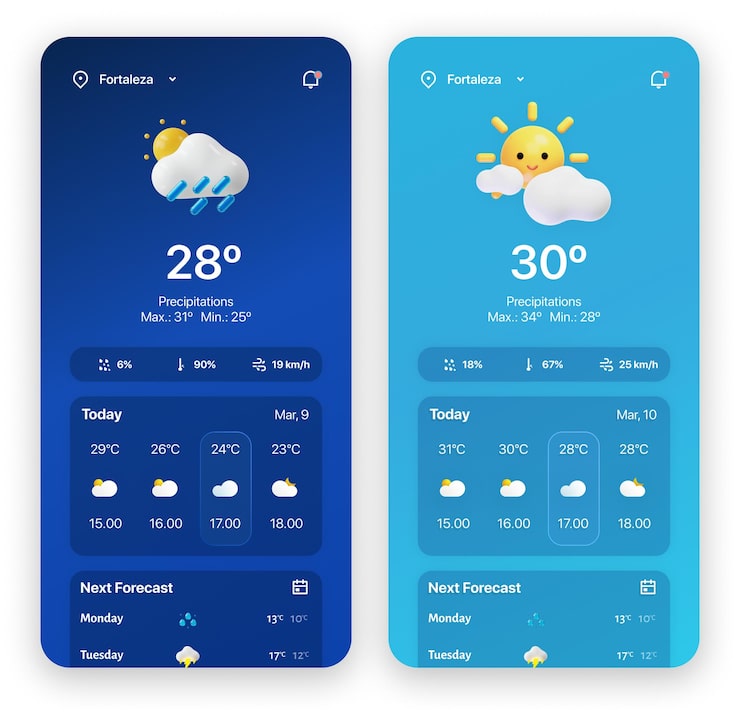 Fortaleza
28º
Precipitations
Max.: 31º Min.: 25º
6% 90% 19 km/h
Today Mar, 9
29°C 26°C 24°C 23°C
15.00 16.00 17.00 18.00
Next Forecast
Monday 13°C 10°C
Tuesday 17°C 12°C
Fortaleza
30º
Precipitations
Max.: 34º Min.: 28º
18% 67% 25 km/h
Today Mar, 10
31°C 30°C 28°C 28°C
15.00 16.00 17.00 18.00
Next Forecast
Monday 13°C 10°C
Tuesday 17°C 12°C